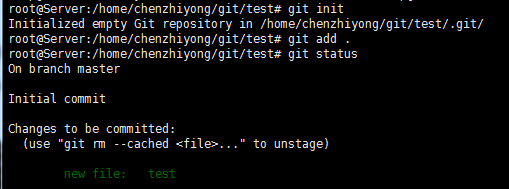 root@Server:/home/chenzhiyong/git/test# git init
Initialized empty Git repository in /home/chenzhiyong/git/test/.git/
root@Server:/home/chenzhiyong/git/test# git add .
root@Server:/home/chenzhiyong/git/test# git status
On branch master
Initial commit
Changes to be committed:
(use "git rm --cached <file>..." to unstage)
new file: test